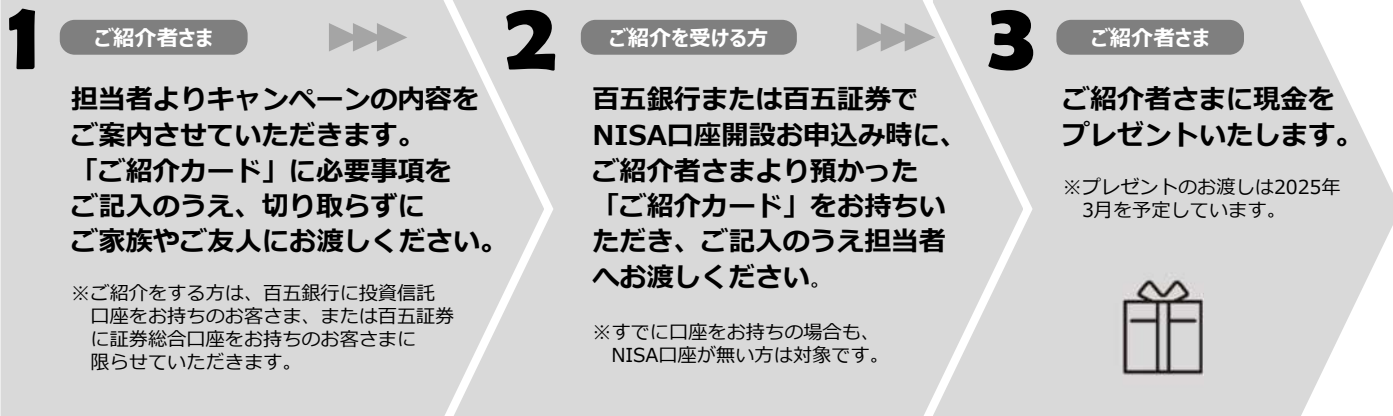 1
ご紹介者さま
担当者よりキャンペーンの内容を
ご案内させていただきます。
「ご紹介カード」に必要事項を
ご記入のうえ、切り取らずに
ご家族やご友人にお渡しください。
※ご紹介をする方は、百五銀行に投資信託
口座をお持ちのお客さま、または百五証券
に証券総合口座をお持ちのお客さまに
限らせていただきます。
2
ご紹介を受ける方
百五銀行または百五証券で
NISA口座開設お申込み時に、
ご紹介者さまより預かった
「ご紹介カード」をお持ちい
ただき、ご記入のうえ担当者
へお渡しください。
※すでに口座をお持ちの場合も、
NISA口座が無い方は対象です。
3
ご紹介者さま
ご紹介者さまに現金を
プレゼントいたします。
※プレゼントのお渡しは2025年
3月を予定しています。